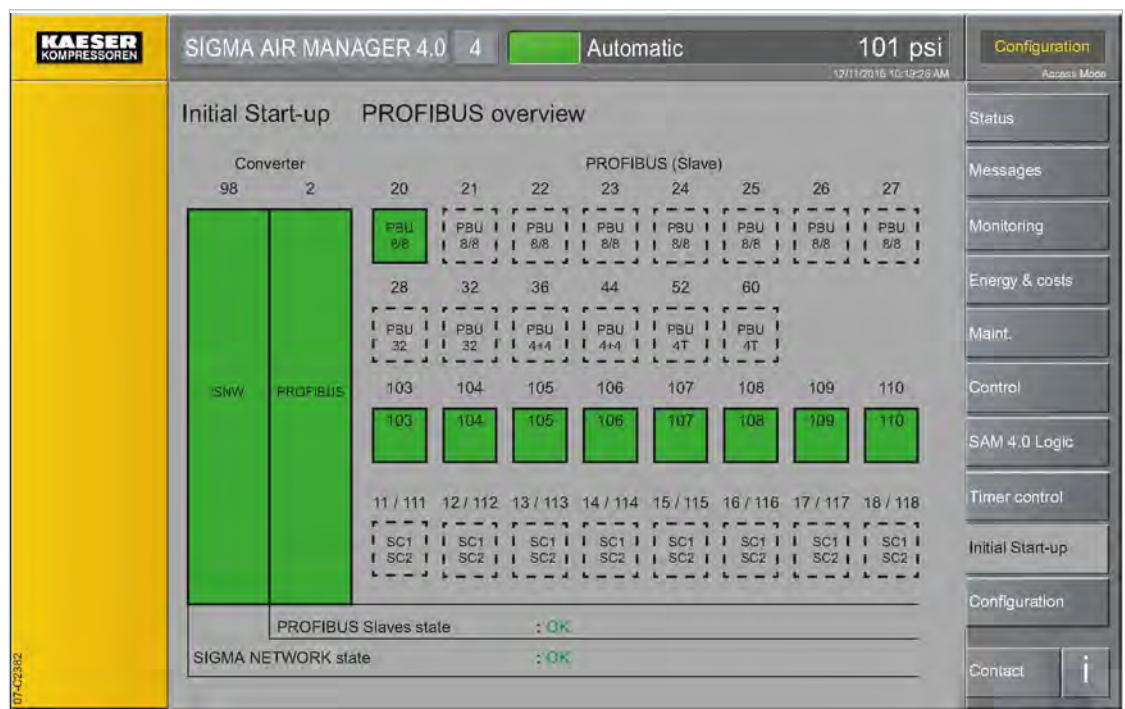 KAESER
KOMPRESSOREN
SIGMA AIR MANAGER 4.0 4 Automatic 101 psi
12/11/2016 10:19:26 AM
Configuration
Access Mode
Initial Start-up PROFIBUS overview
Converter PROFIBUS (Slave)
98 2 20 21 22 23 24 25 26 27
PBU PBU PBU PBU PBU PBU PBU PBU
8/8 8/8 8/8 8/8 8/8 8/8 8/8 8/8
28 32 36 44 52 60
PBU PBU PBU PBU PBU PBU
32 32 4+4 4+4 4T 4T
SNW PROFIBUS 103 104 105 106 107 108 109 110
103 104 105 106 107 108 109 110
11 / 111 12 / 112 13 / 113 14 / 114 15 / 115 16 / 116 17 / 117 18 / 118
SC1 SC1 SC1 SC1 SC1 SC1 SC1 SC1
SC2 SC2 SC2 SC2 SC2 SC2 SC2 SC2
PROFIBUS Slaves state : OK
SIGMA NETWORK state : OK
Status
Messages
Monitoring
Energy & costs
Maint.
Control
SAM 4.0 Logic
Timer control
Initial Start-up
Configuration
Contact i
07-C2382